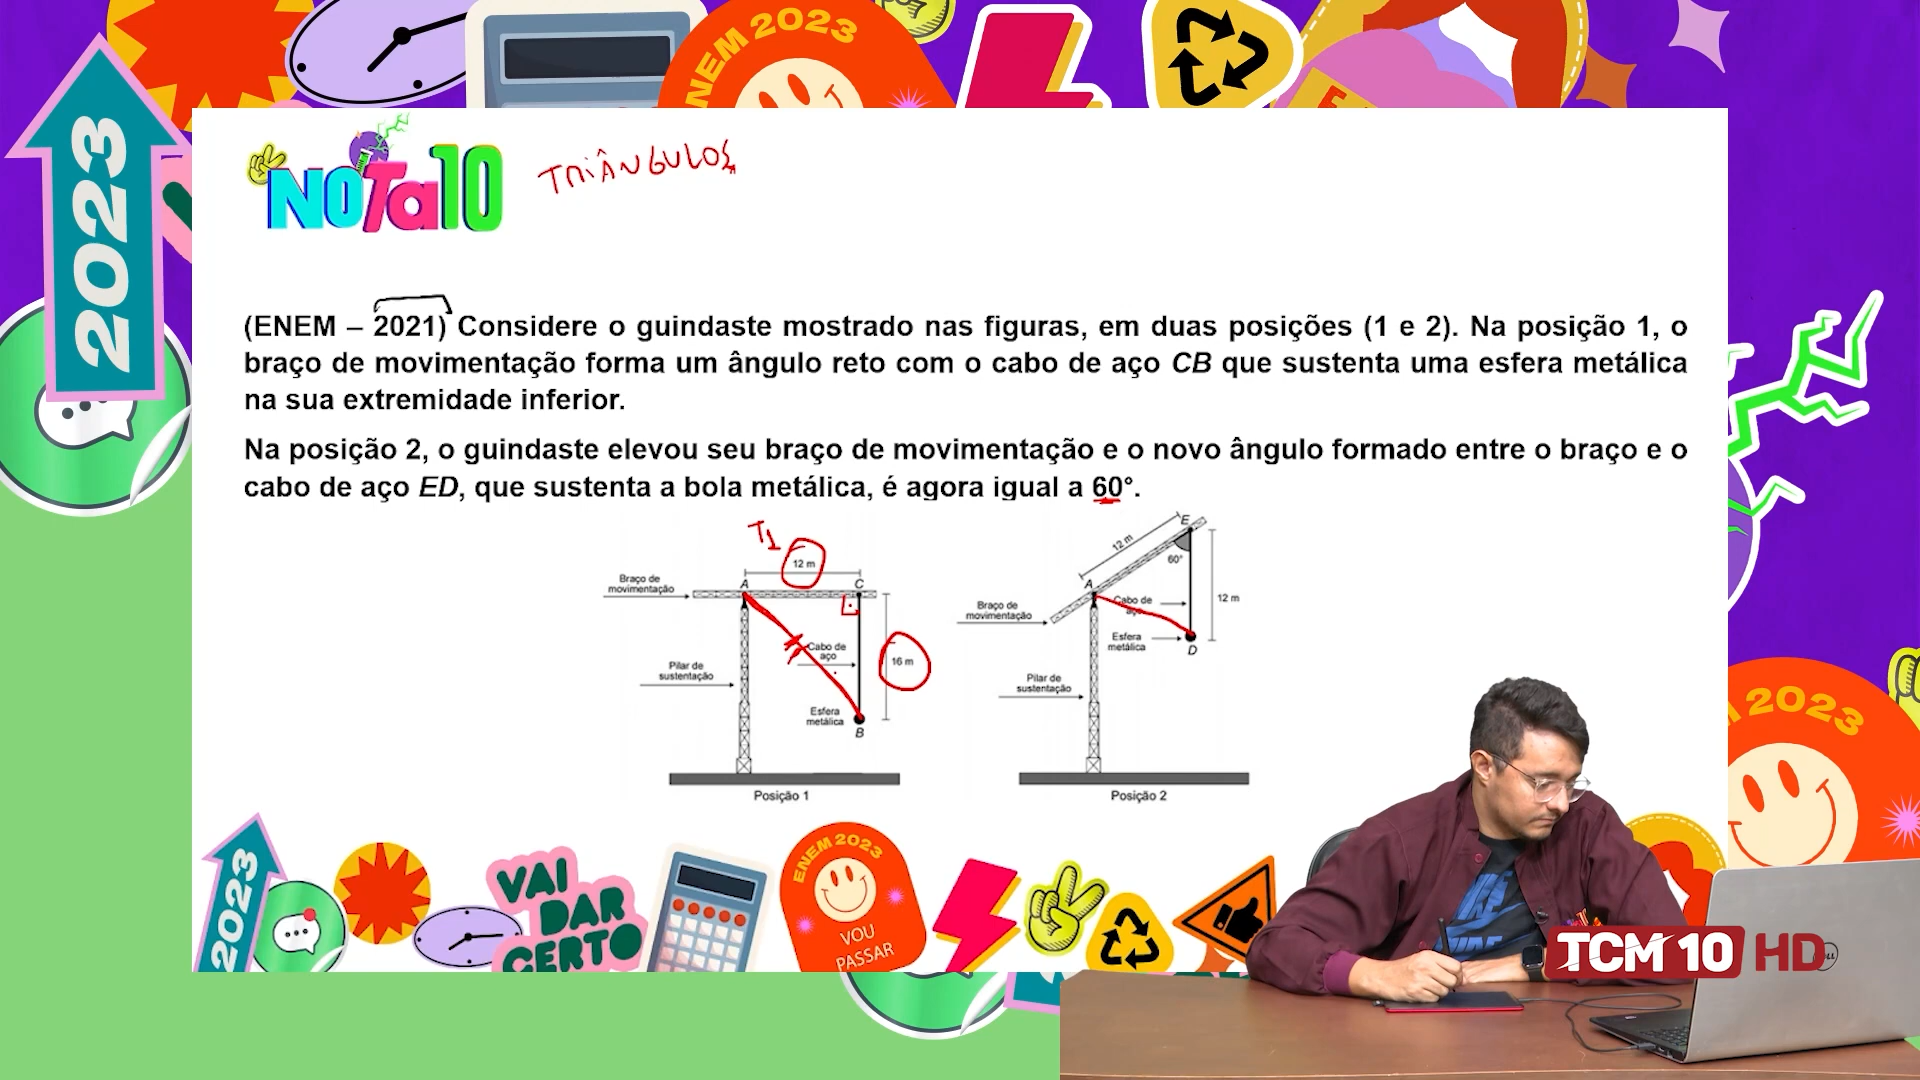 ENEM 2023
2023
NOTa10
TRIÂNGULOS
(ENEM – 2021) Considere o guindaste mostrado nas figuras, em duas posições (1 e 2). Na posição 1, o
braço de movimentação forma um ângulo reto com o cabo de aço CB que sustenta uma esfera metálica
na sua extremidade inferior.
Na posição 2, o guindaste elevou seu braço de movimentação e o novo ângulo formado entre o braço e o
cabo de aço ED, que sustenta a bola metálica, é agora igual a 60°.
T1
12 m
A
C
Braço de
movimentação
Cabo de
aço
16 m
Pilar de
sustentação
Esfera
metálica
B
Posição 1
E
12 m
60°
A
Cabo de
aço
12 m
Braço de
movimentação
Esfera
metálica
D
Pilar de
sustentação
Posição 2
2023
2023
VAI
DAR
CERTO
ENEM 2023
VOU
PASSAR
TCM 10 HD